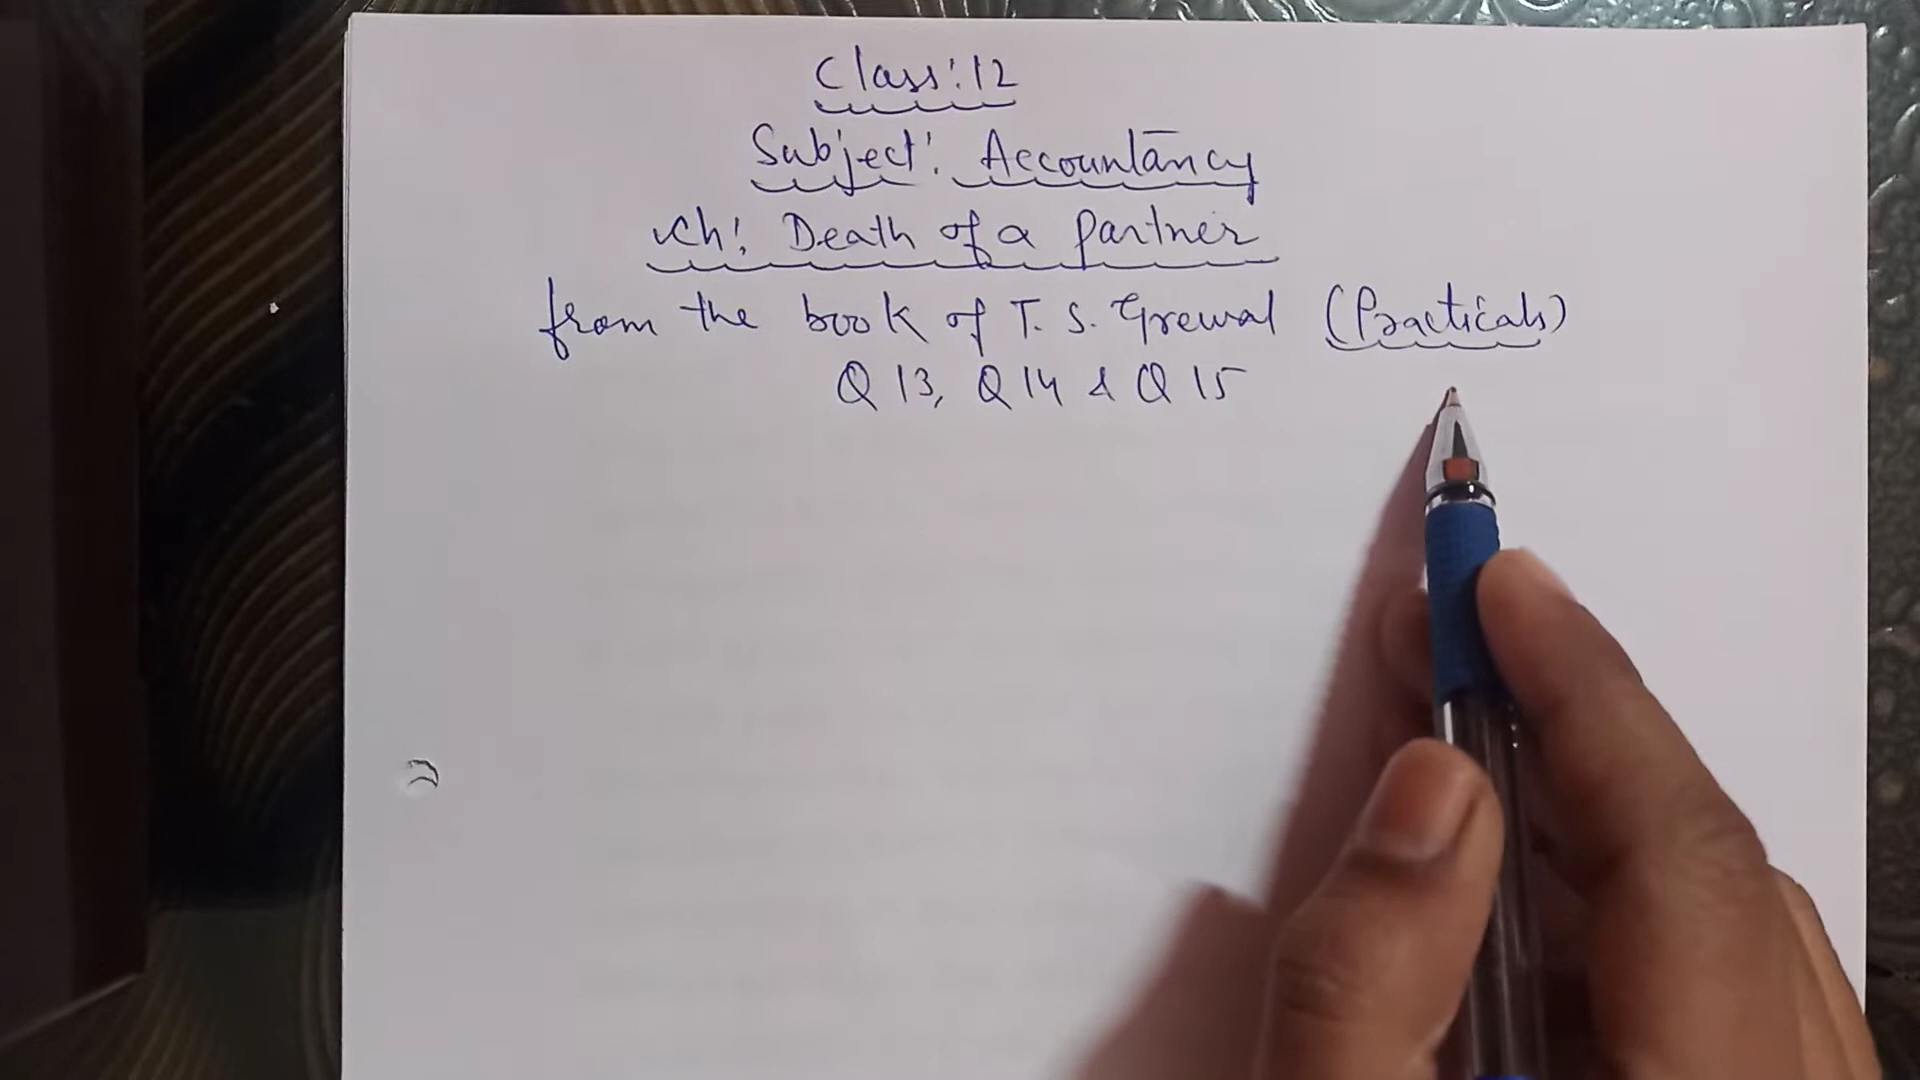 Class: 12
Subject: Accountancy
Ch: Death of a partner
from the book of T. S. Grewal (Practicals)
Q 13, Q 14 & Q 15